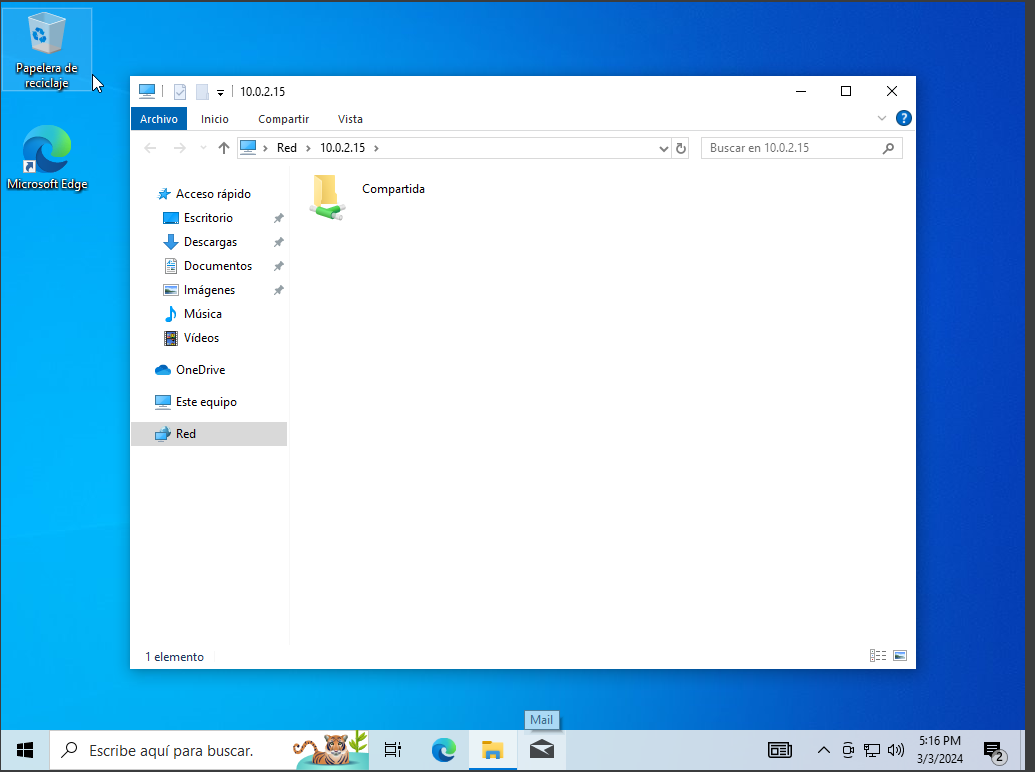 Papelera de
reciclaje
Microsoft Edge
10.0.2.15
Archivo
Inicio
Compartir
Vista
?
Red
10.0.2.15
Buscar en 10.0.2.15
Acceso rápido
Escritorio
Descargas
Documentos
Imágenes
Música
Vídeos
OneDrive
Este equipo
Red
Compartida
1 elemento
Mail
Escribe aquí para buscar.
5:16 PM
3/3/2024
2